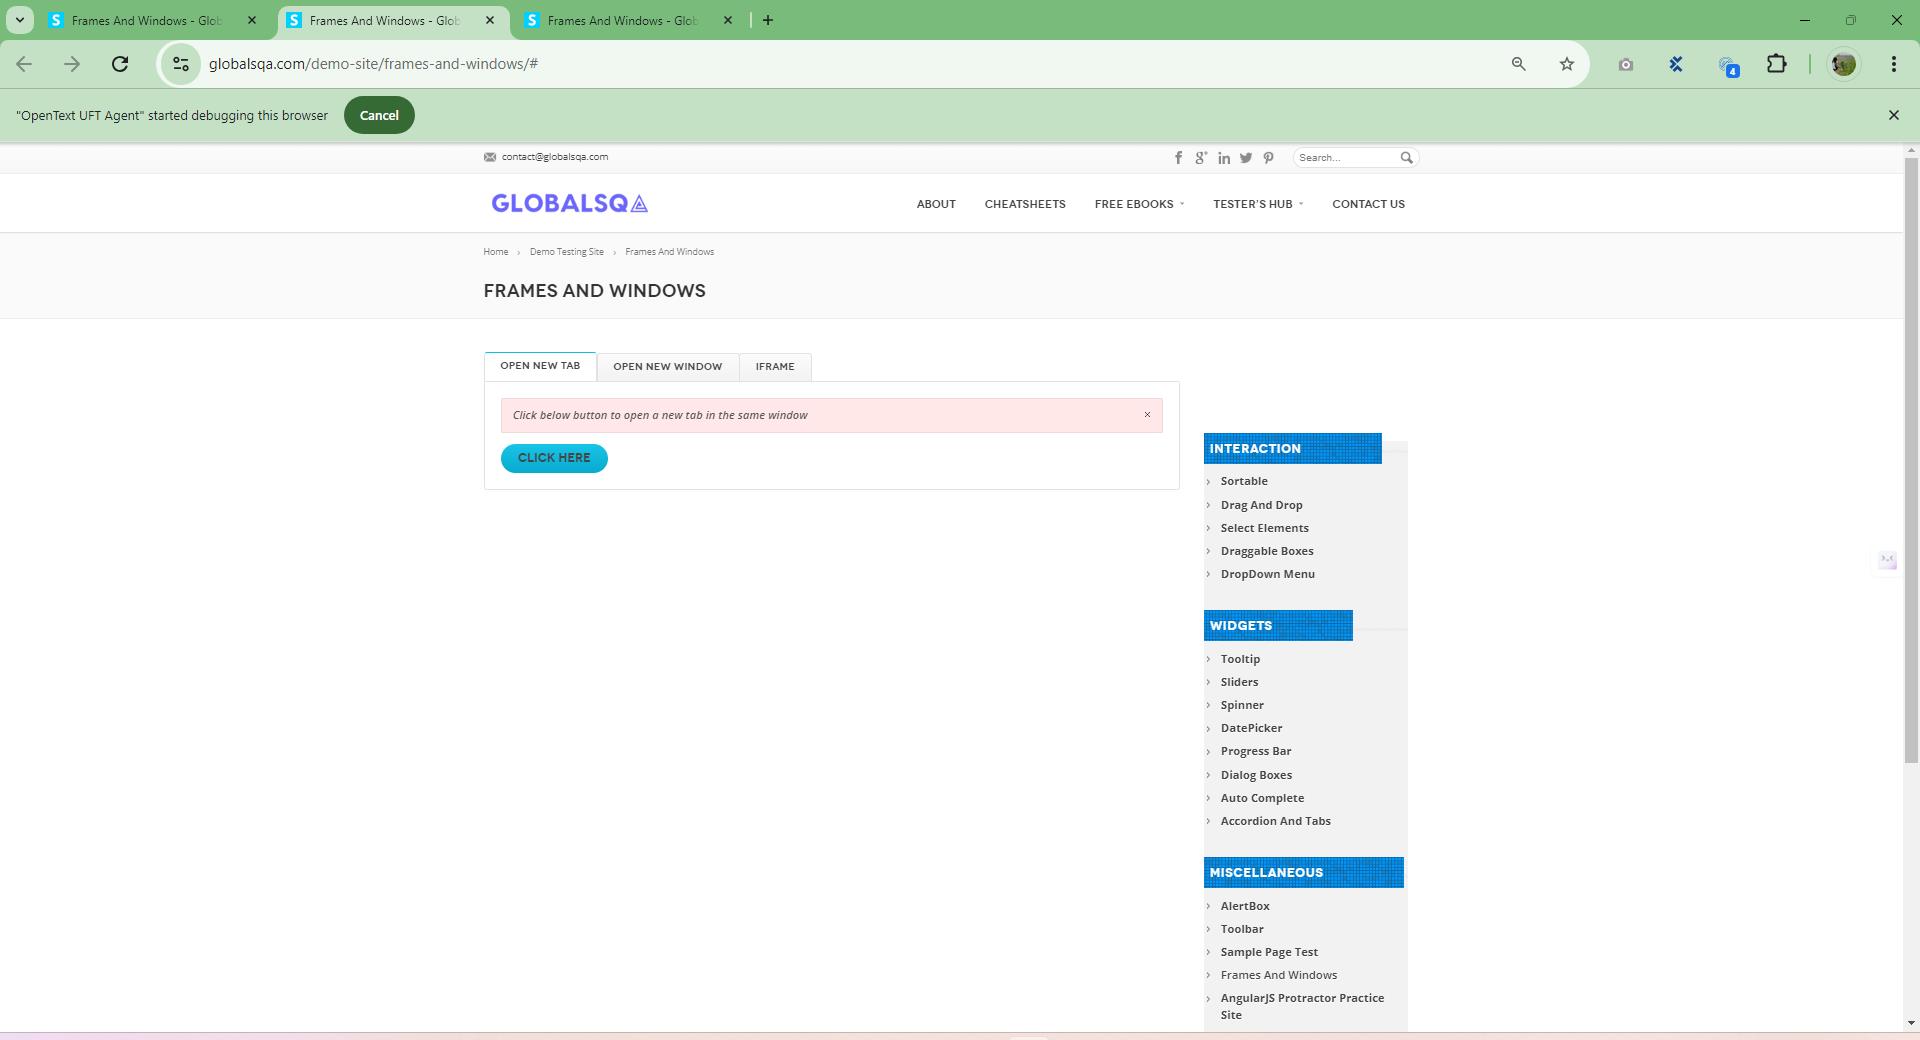 Frames And Windows - Glob
Frames And Windows - Glob
Frames And Windows - Glob
globalsqa.com/demo-site/frames-and-windows/#
4
"OpenText UFT Agent" started debugging this browser
Cancel
contact@globalsqa.com
Search...
GLOBALSQA
ABOUT
CHEATSHEETS
FREE EBOOKS
TESTER'S HUB
CONTACT US
Home › Demo Testing Site › Frames And Windows
FRAMES AND WINDOWS
OPEN NEW TAB
OPEN NEW WINDOW
IFRAME
Click below button to open a new tab in the same window
CLICK HERE
INTERACTION
Sortable
Drag And Drop
Select Elements
Draggable Boxes
DropDown Menu
WIDGETS
Tooltip
Sliders
Spinner
DatePicker
Progress Bar
Dialog Boxes
Auto Complete
Accordion And Tabs
MISCELLANEOUS
AlertBox
Toolbar
Sample Page Test
Frames And Windows
AngularJS Protractor Practice
Site